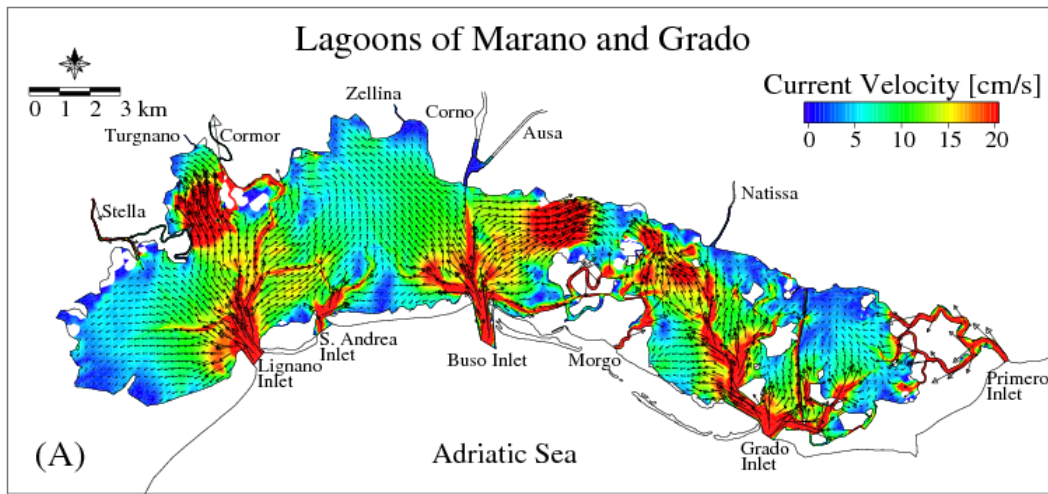 Lagoons of Marano and Grado
Current Velocity [cm/s]
0 5 10 15 20
0 1 2 3 km
Zellina
Corno
Turgnano
Cormor
Ausa
Stella
Natissa
S. Andrea
Inlet
Lignano
Inlet
Buso Inlet
Morgo
Primero
Inlet
Grado
Inlet
(A)
Adriatic Sea